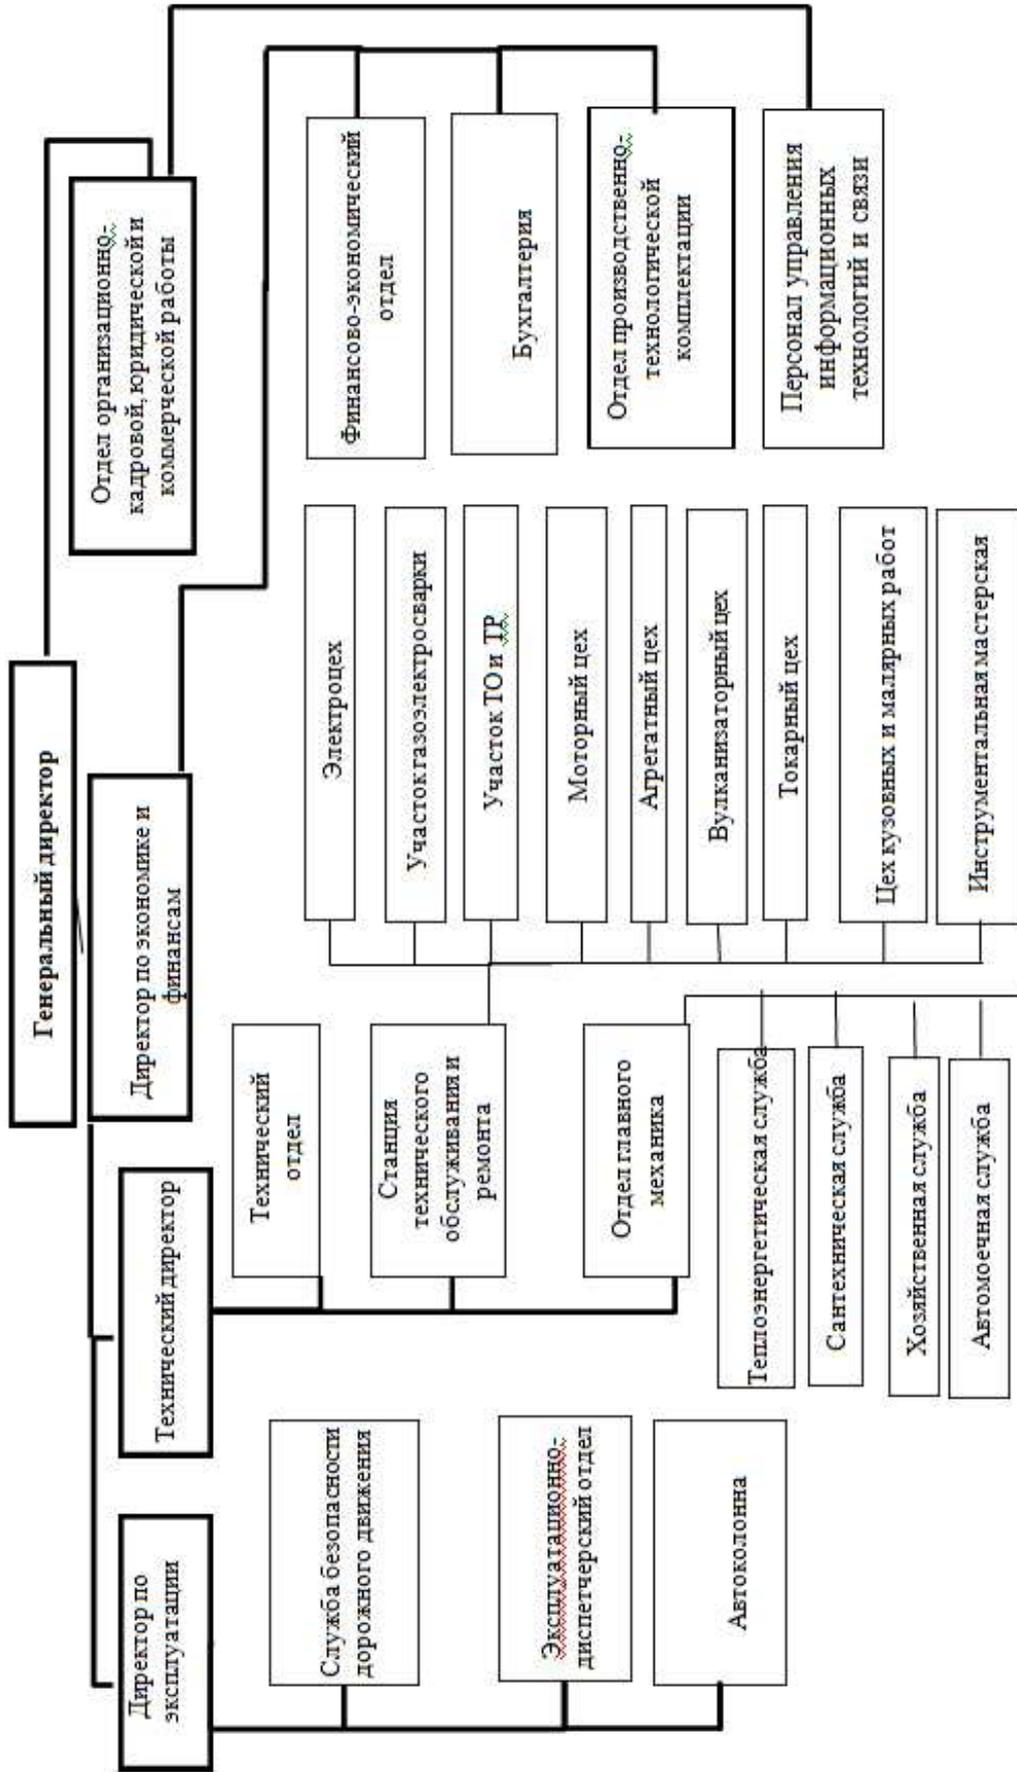 Генеральный директор
Отдел организационно-
кадровой, юридической и
коммерческой работы
Директор по экономике и
финансам
Технический директор
Директор по
эксплуатации
Служба безопасности
дорожного движения
Эксплуатационно-
диспетчерский отдел
Автоколонна
Технический
отдел
Станция
технического
обслуживания и
ремонта
Отдел главного
механика
Теплоэнергетическая служба
Сантехническая служба
Хозяйственная служба
Автомоечная служба
Электроцех
Участок газоэлектросварки
Участок ТО и ТР
Моторный цех
Агрегатный цех
Вулканизаторный цех
Токарный цех
Цех кузовных и малярных работ
Инструментальная мастерская
Финансово-экономический
отдел
Бухгалтерия
Отдел производственно-
технологической
комплектации
Персонал управления
информационных
технологий и связи